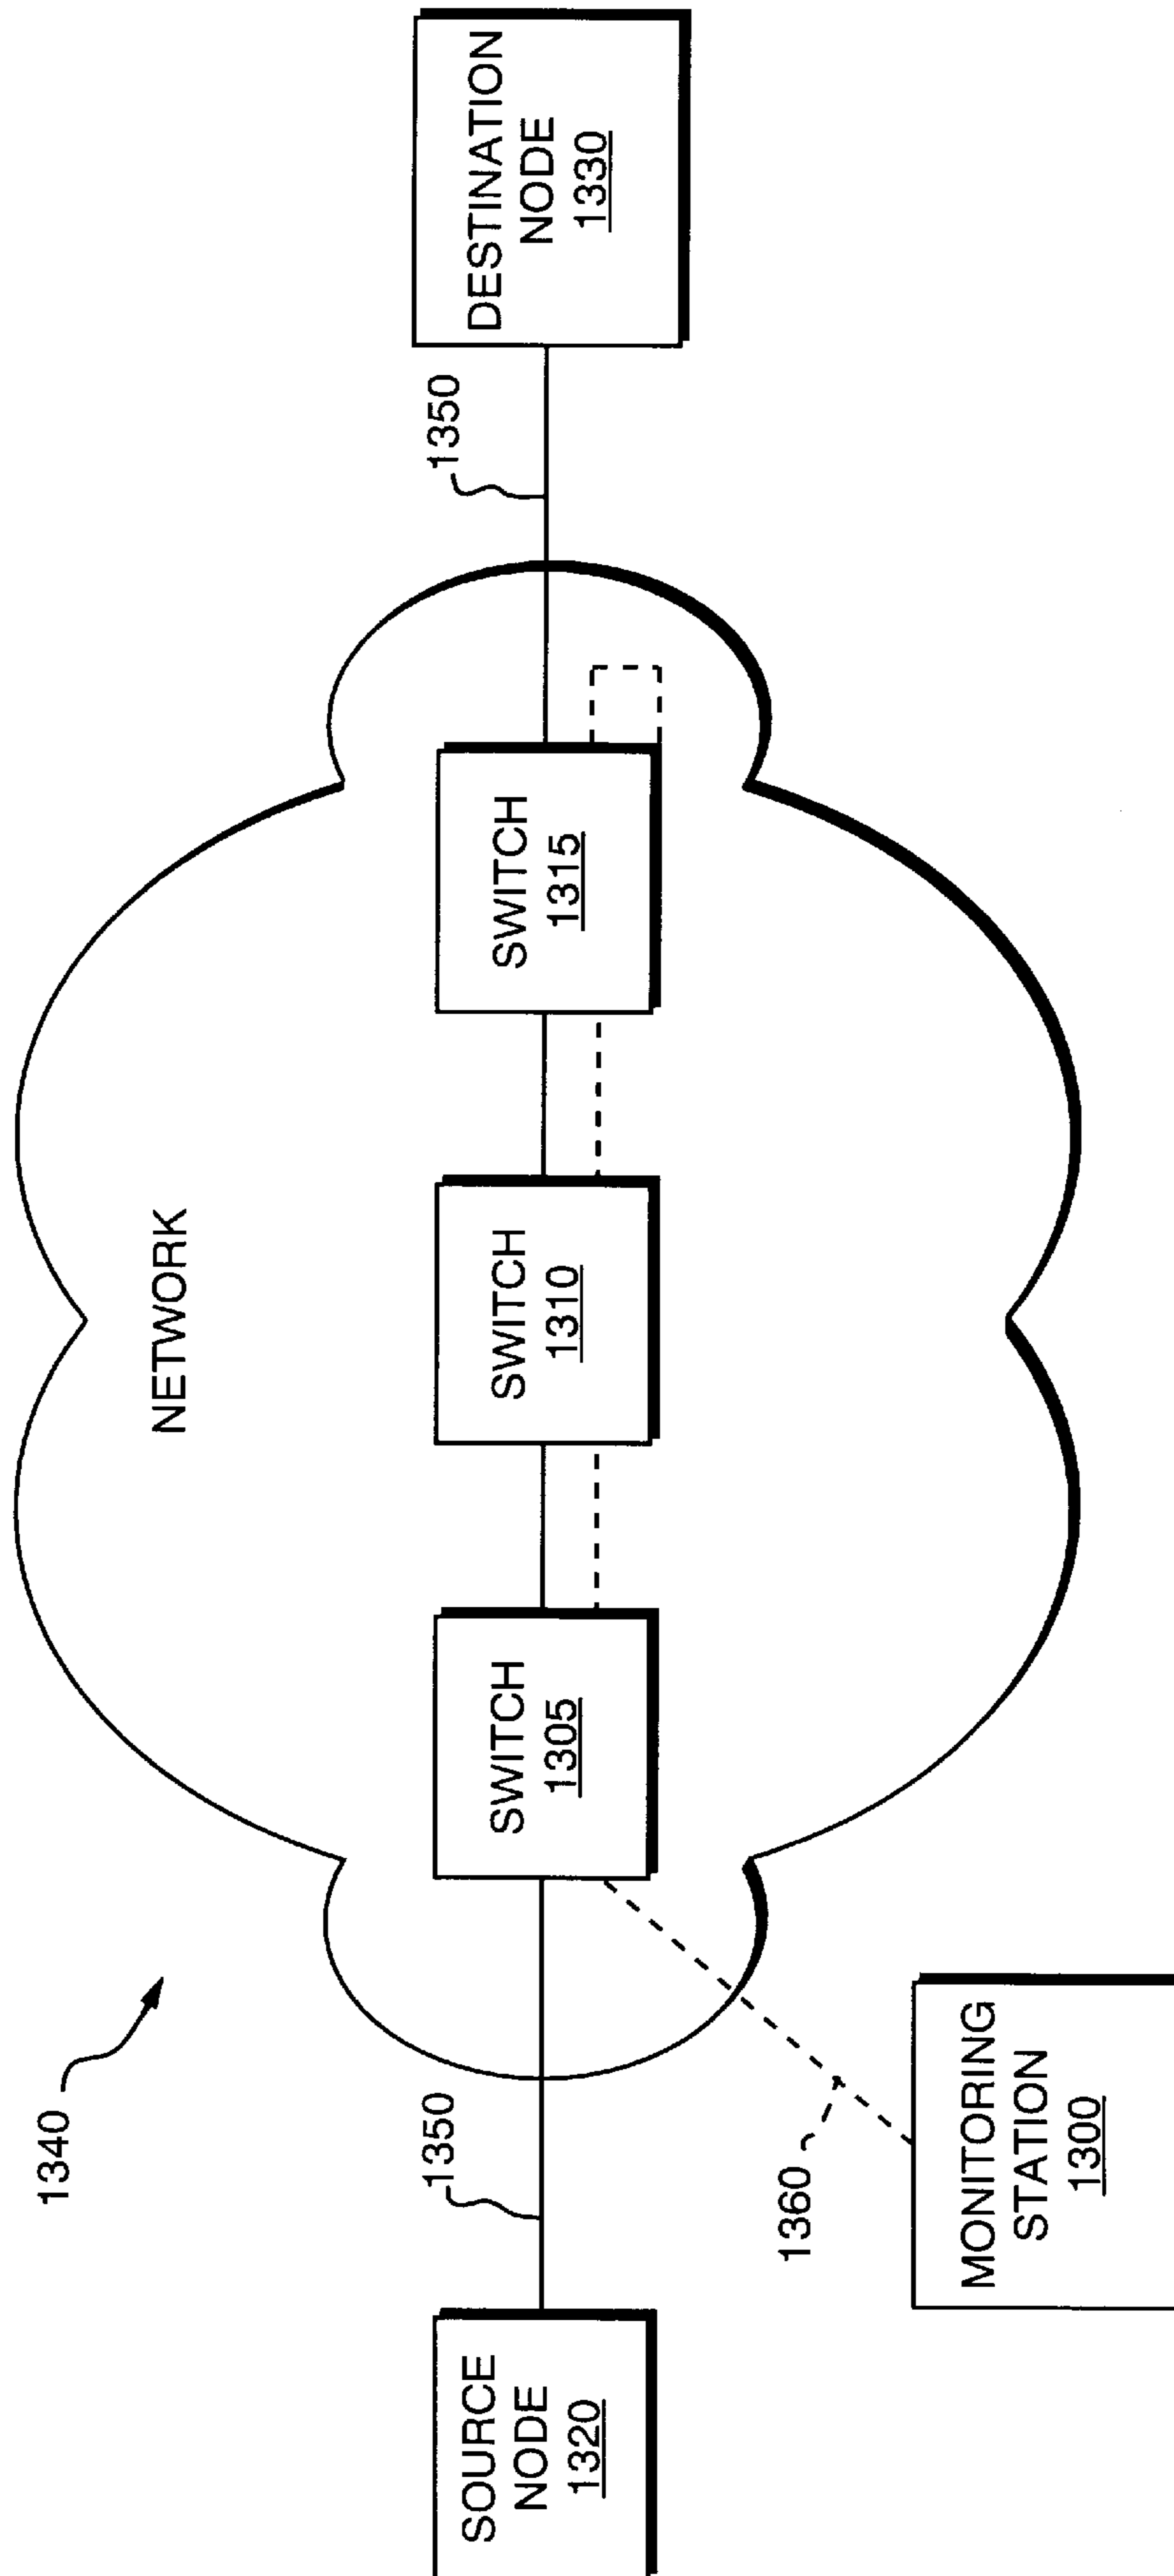 1340
NETWORK
1350
1350
SOURCE
NODE
1320
SWITCH
1305
SWITCH
1310
SWITCH
1315
DESTINATION
NODE
1330
1360
MONITORING
STATION
1300